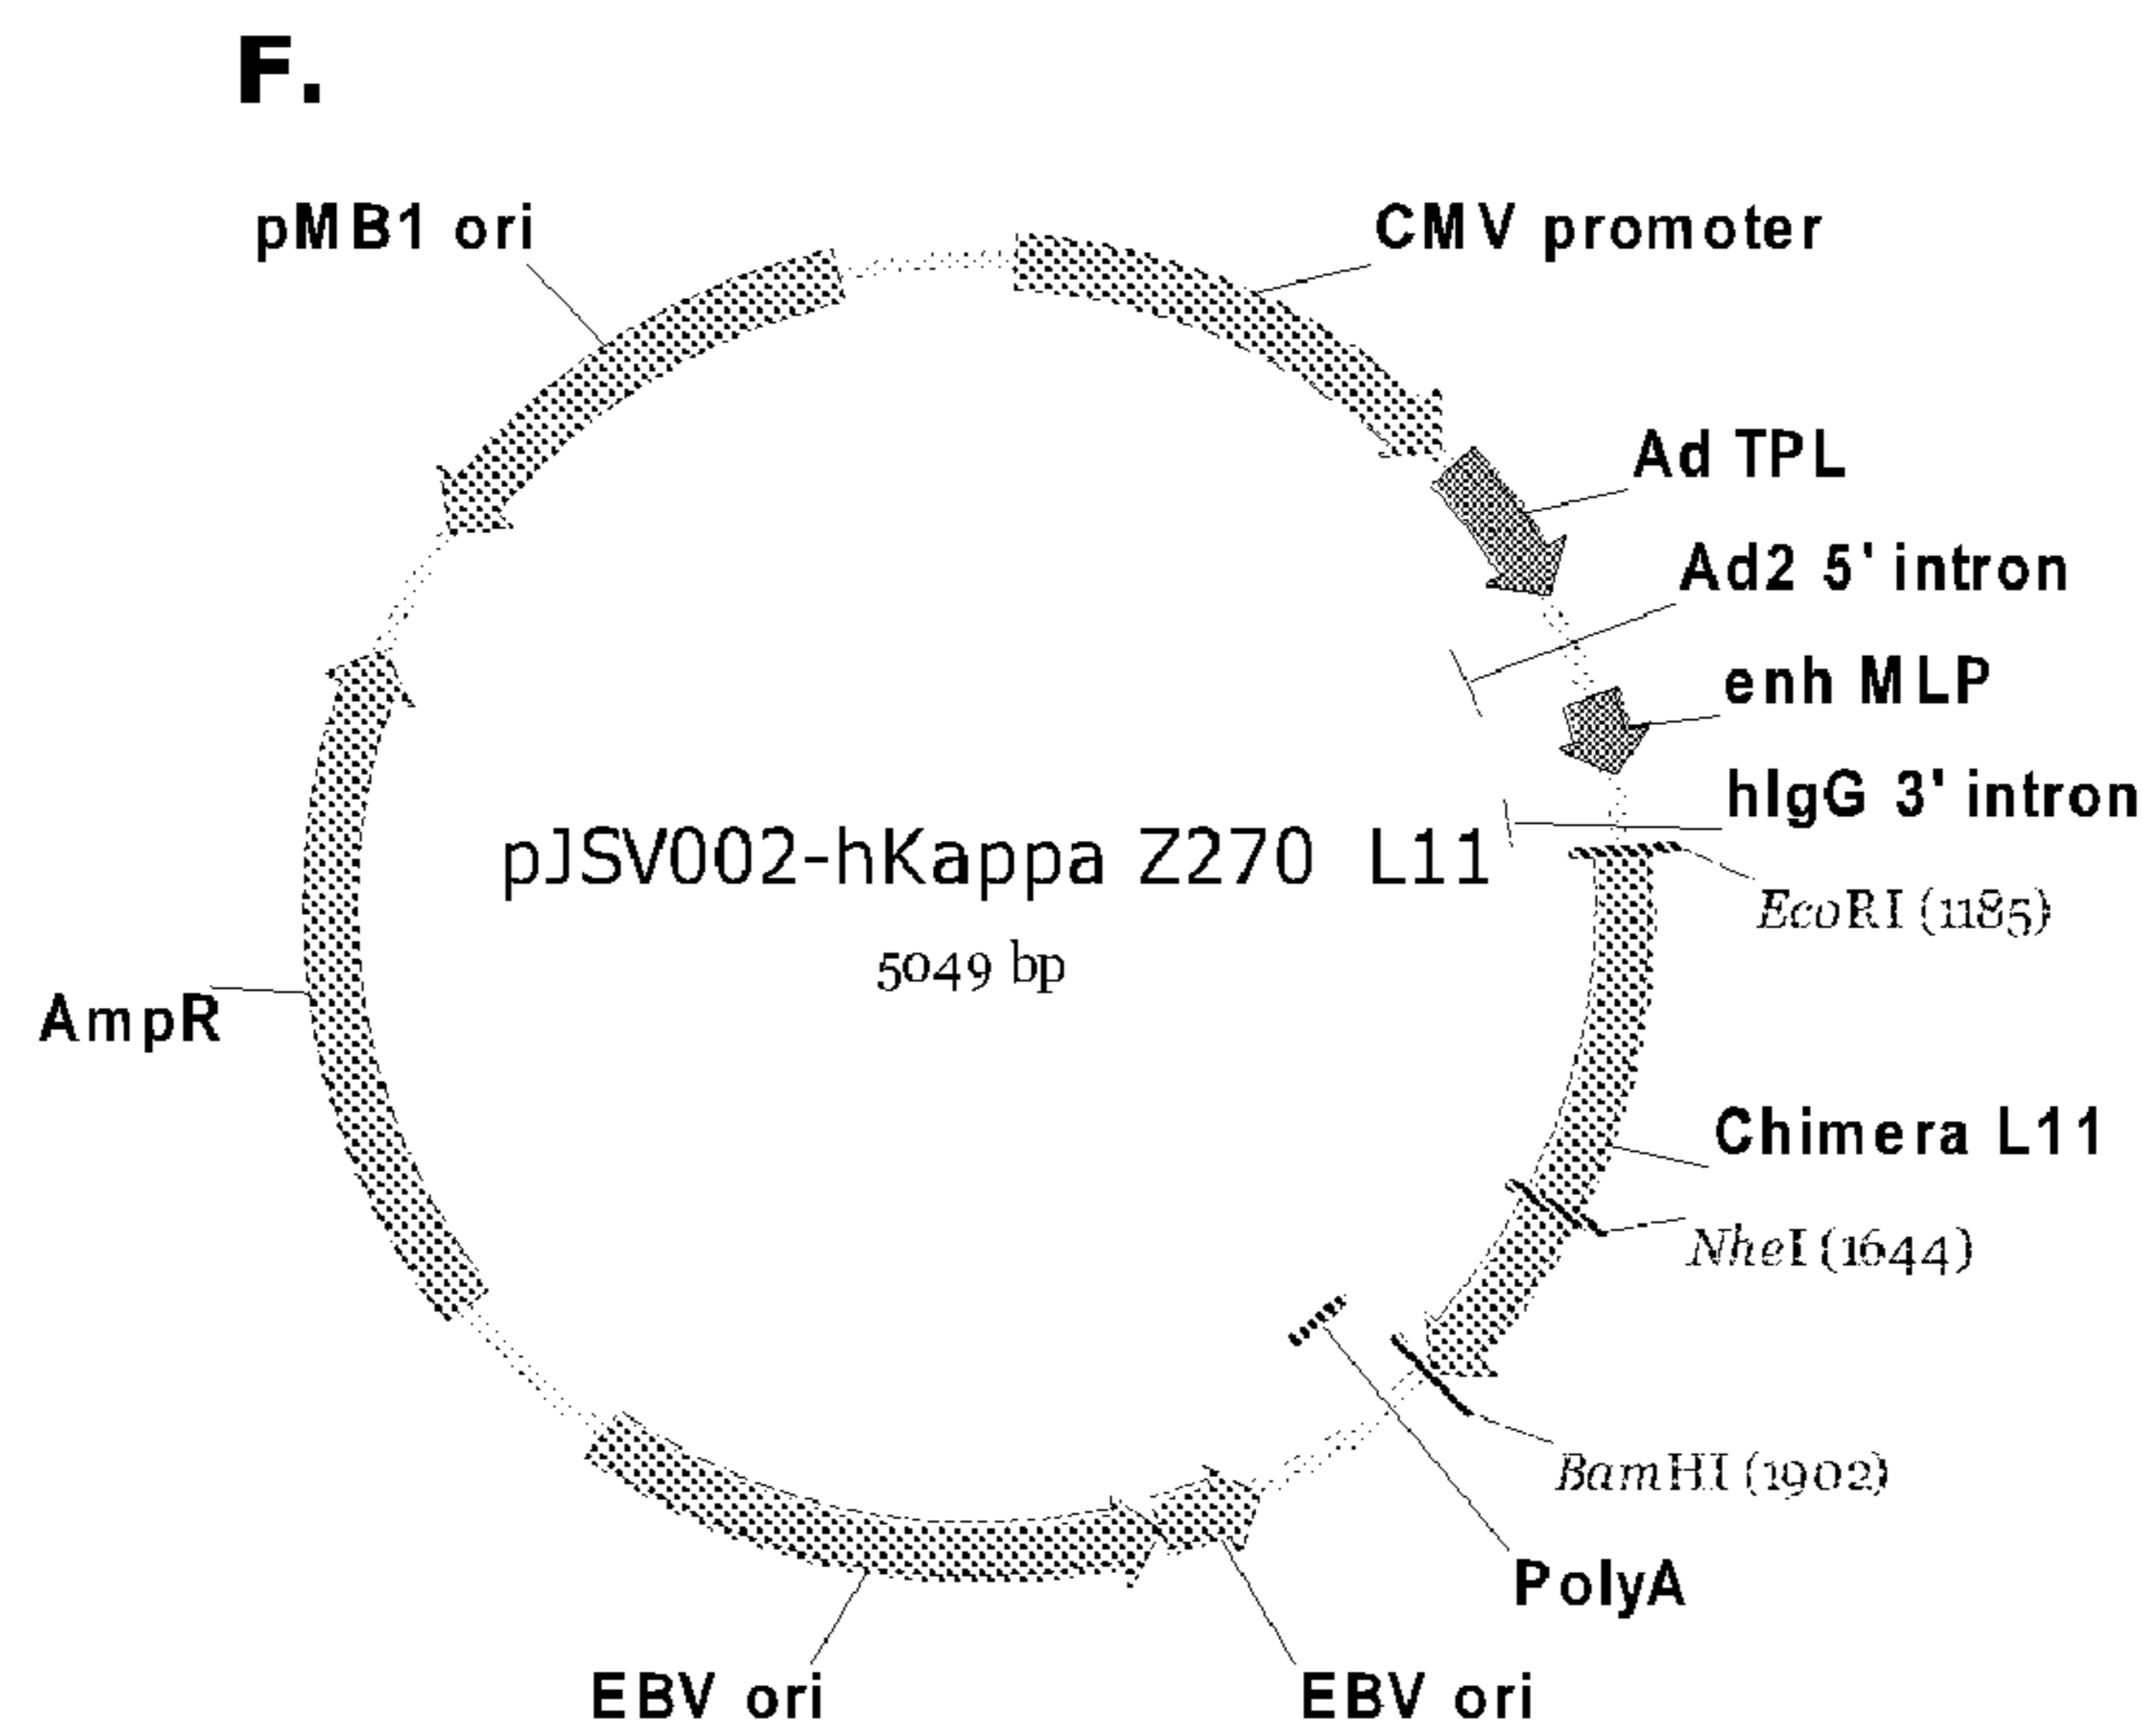 F.
pMB1 ori
CMV promoter
Ad TPL
Ad2 5' intron
enh MLP
hIgG 3' intron
pJSV002-hKappa Z270 L11
5049 bp
EcoRI (1185)
AmpR
Chimera L11
NheI (1644)
BamHI (1902)
PolyA
EBV ori
EBV ori